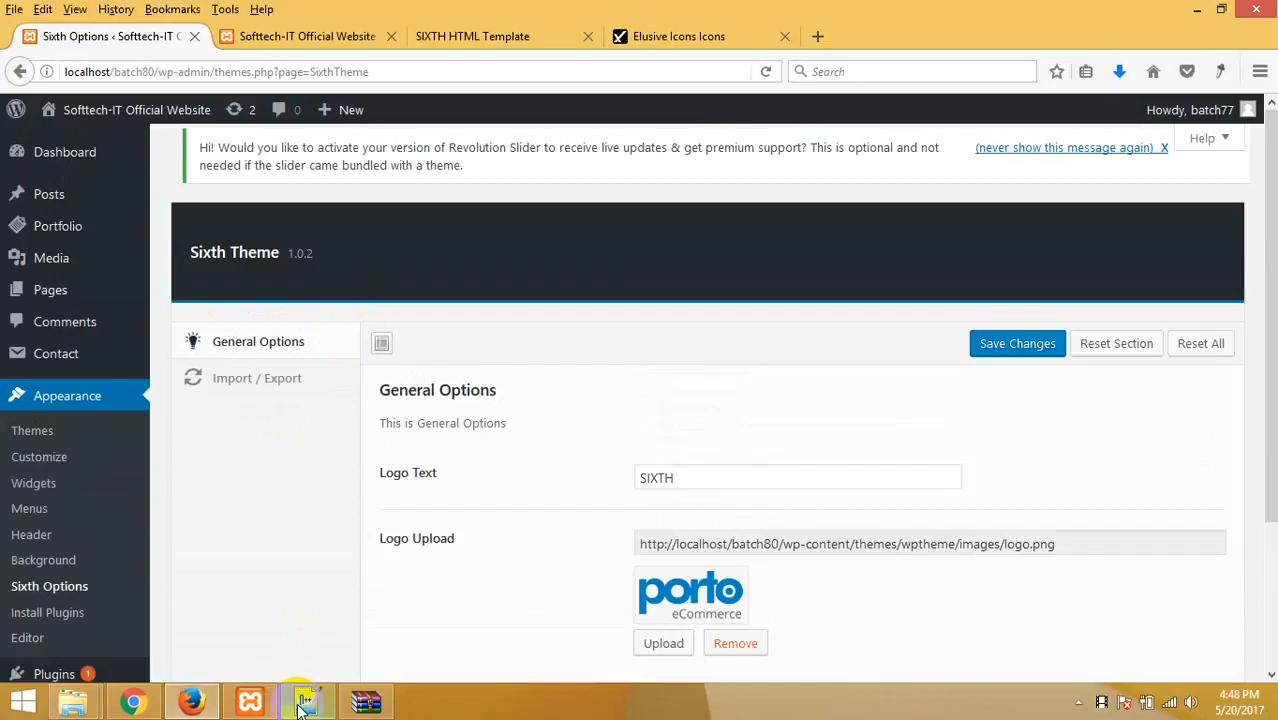 File Edit View History Bookmarks Tools Help
Sixth Options ‹ Softtech-IT O
Softtech-IT Official Website
SIXTH HTML Template
Elusive Icons Icons
localhost/batch80/wp-admin/themes.php?page=SixthTheme
Search
Softtech-IT Official Website 2 0 New
Howdy, batch77
Hi! Would you like to activate your version of Revolution Slider to receive live updates & get premium support? This is optional and not
needed if the slider came bundled with a theme.
(never show this message again) X
Help
Dashboard
Posts
Portfolio
Media
Pages
Comments
Contact
Appearance
Themes
Customize
Widgets
Menus
Header
Background
Sixth Options
Install Plugins
Editor
Plugins 1
Sixth Theme 1.0.2
General Options
Import / Export
Save Changes Reset Section Reset All
General Options
This is General Options
Logo Text
SIXTH
Logo Upload
http://localhost/batch80/wp-content/themes/wptheme/images/logo.png
porto
eCommerce
Upload Remove
4:48 PM
5/20/2017